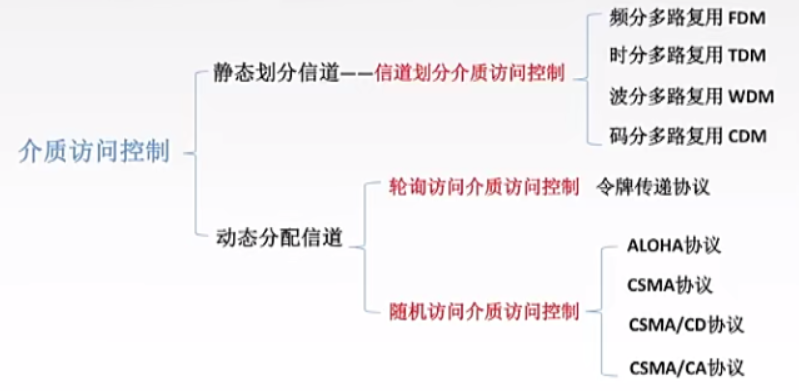 介质访问控制
静态划分信道——信道划分介质访问控制
频分多路复用 FDM
时分多路复用 TDM
波分多路复用 WDM
码分多路复用 CDM
动态分配信道
轮询访问介质访问控制 令牌传递协议
随机访问介质访问控制
ALOHA协议
CSMA协议
CSMA/CD协议
CSMA/CA协议